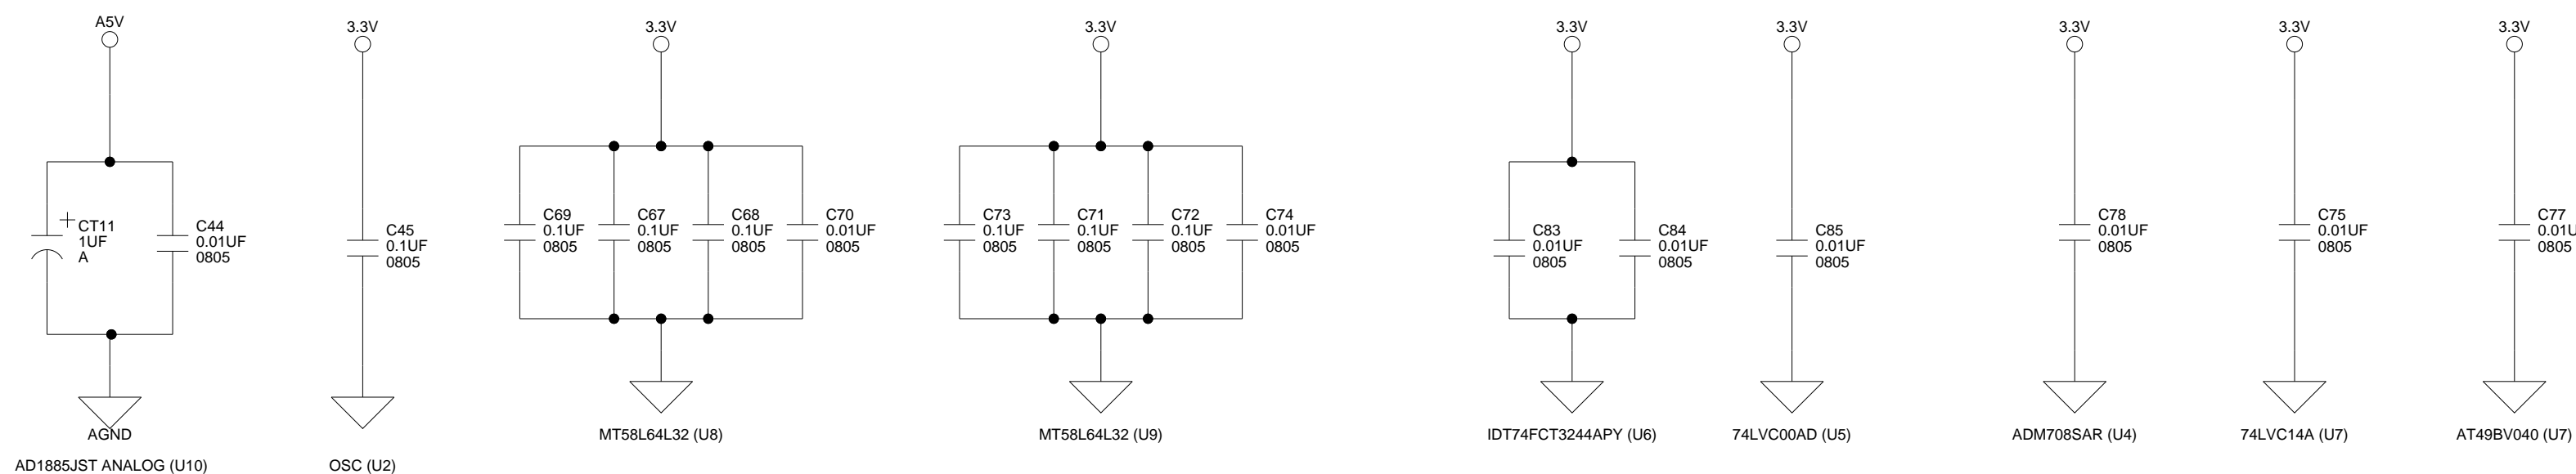 A5V
CT11
1UF
A
C44
0.01UF
0805
AGND
AD1885JST ANALOG (U10)
3.3V
C45
0.1UF
0805
OSC (U2)
3.3V
C69
0.1UF
0805
C67
0.1UF
0805
C68
0.1UF
0805
C70
0.01UF
0805
MT58L64L32 (U8)
3.3V
C73
0.1UF
0805
C71
0.1UF
0805
C72
0.1UF
0805
C74
0.01UF
0805
MT58L64L32 (U9)
3.3V
C83
0.01UF
0805
C84
0.01UF
0805
IDT74FCT3244APY (U6)
3.3V
C85
0.01UF
0805
74LVC00AD (U5)
3.3V
C78
0.01UF
0805
ADM708SAR (U4)
3.3V
C75
0.01UF
0805
74LVC14A (U7)
3.3V
C77
0.01U
0805
AT49BV040 (U7)